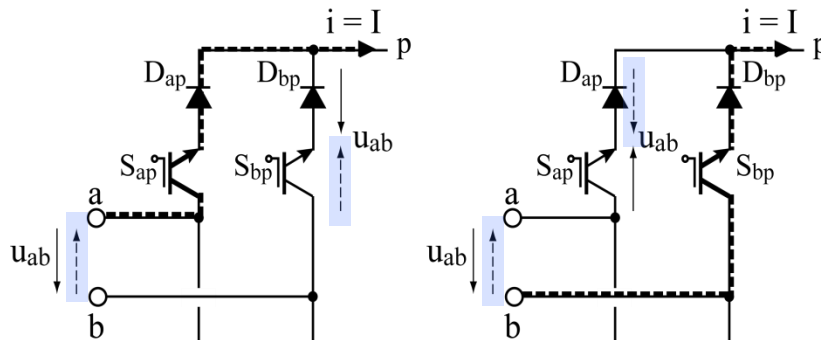 i = I
p
D_ap
D_bp
u_ab
S_ap
S_bp
a
u_ab
b
i = I
p
D_ap
D_bp
u_ab
S_ap
S_bp
a
u_ab
b